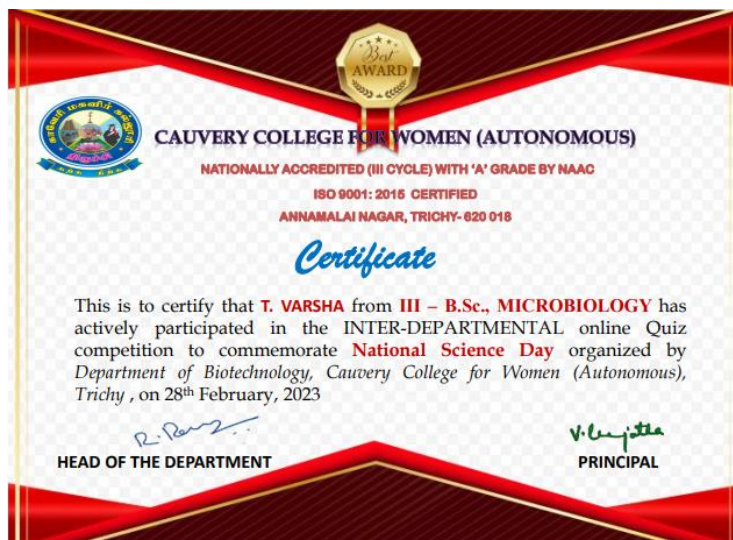 Best
AWARD
காவேரி மகளிர் கல்லூரி
திருச்சி
CAUVERY COLLEGE FOR WOMEN (AUTONOMOUS)
NATIONALLY ACCREDITED (III CYCLE) WITH ‘A’ GRADE BY NAAC
ISO 9001: 2015 CERTIFIED
ANNAMALAI NAGAR, TRICHY- 620 018
Certificate
This is to certify that T. VARSHA from III – B.Sc., MICROBIOLOGY has
actively participated in the INTER-DEPARTMENTAL online Quiz
competition to commemorate National Science Day organized by
Department of Biotechnology, Cauvery College for Women (Autonomous),
Trichy , on 28th February, 2023
HEAD OF THE DEPARTMENT
PRINCIPAL